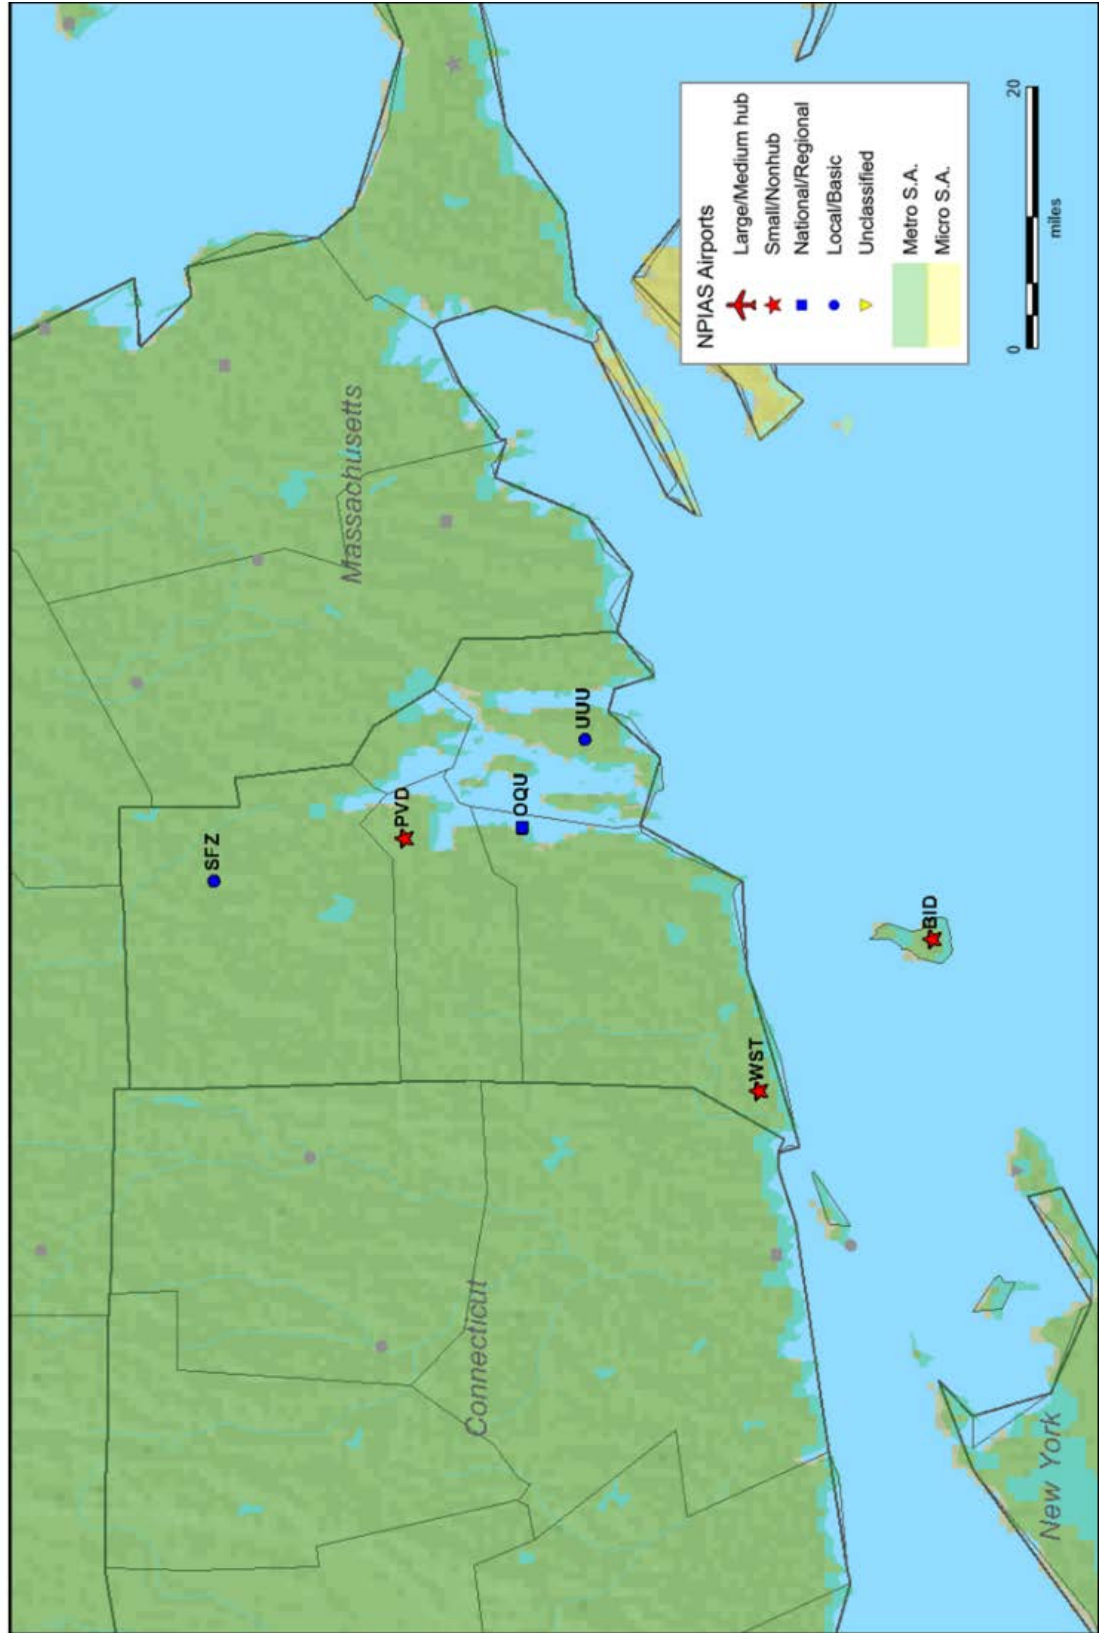 Massachusetts
SFZ
PVD
OQU
UUU
Connecticut
WST
BID
New York
NPIAS Airports
Large/Medium hub
Small/Nonhub
National/Regional
Local/Basic
Unclassified
Metro S.A.
Micro S.A.
0 20
miles